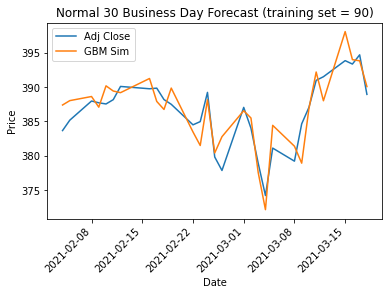 Normal 30 Business Day Forecast (training set = 90)
Adj Close
GBM Sim
395
390
385
380
375
Price
2021-02-08
2021-02-15
2021-02-22
2021-03-01
2021-03-08
2021-03-15
Date